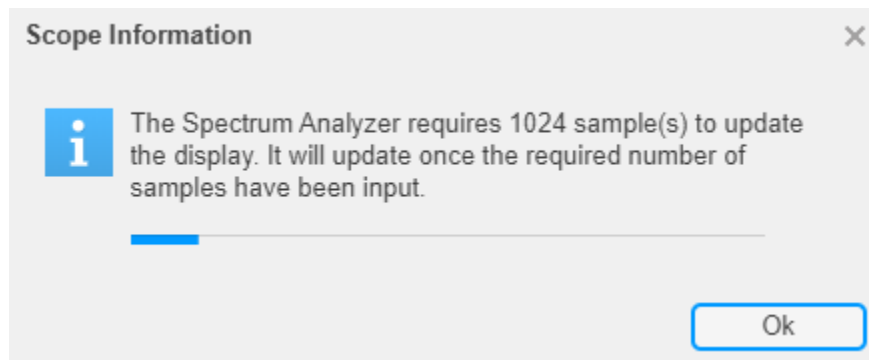 Scope Information
The Spectrum Analyzer requires 1024 sample(s) to update
the display. It will update once the required number of
samples have been input.
Ok